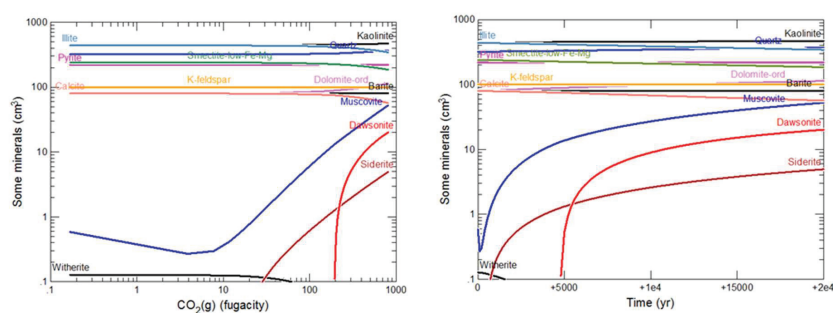 1000
Illite
Kaolinite
Quartz
Smectite-low-Fe-Mg
Pyrite
K-feldspar
Dolomite-ord
Calcite
Barite
100
Muscovite
Dawsonite
10
Siderite
1
Witherite
.1
1 10 100 1000
Some minerals (cm3)
CO2(g) (fugacity)
1000
Illite
Kaolinite
Quartz
Smectite-low-Fe-Mg
Pyrite
K-feldspar
Dolomite-ord
Calcite
Barite
100
Muscovite
Dawsonite
10
Siderite
1
Witherite
.1
0 +5000 +1e4 +15000 +2e4
Some minerals (cm3)
Time (yr)